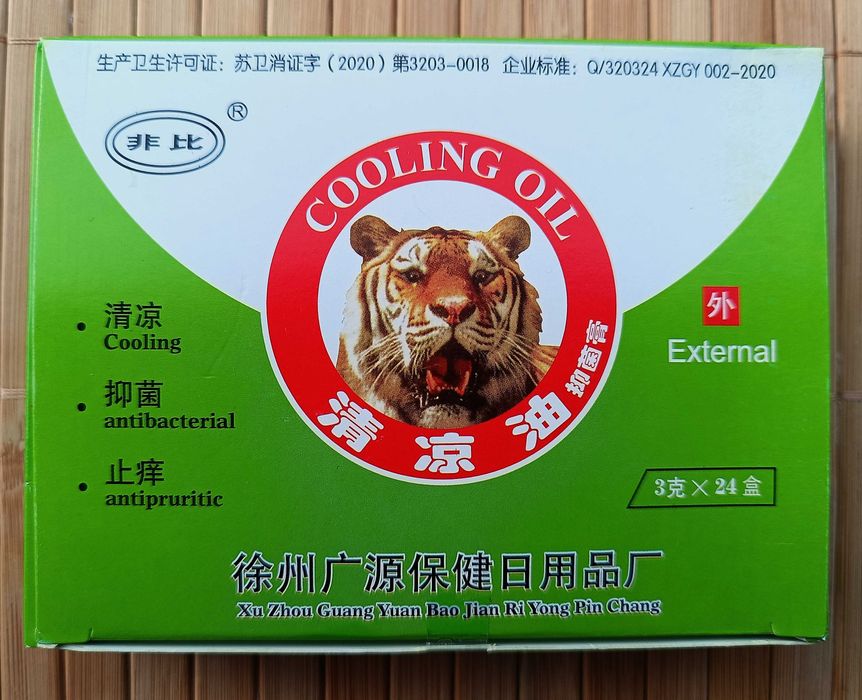 生产卫生许可证：苏卫消证字（2020）第3203-0018 企业标准：Q/320324 XZGY 002-2020
非比®
COOLING OIL
清凉油
抑菌膏
外
External
· 清凉
Cooling
· 抑菌
antibacterial
· 止痒
antipruritic
3克×24盒
徐州广源保健日用品厂
Xu Zhou Guang Yuan Bao Jian Ri Yong Pin Chang